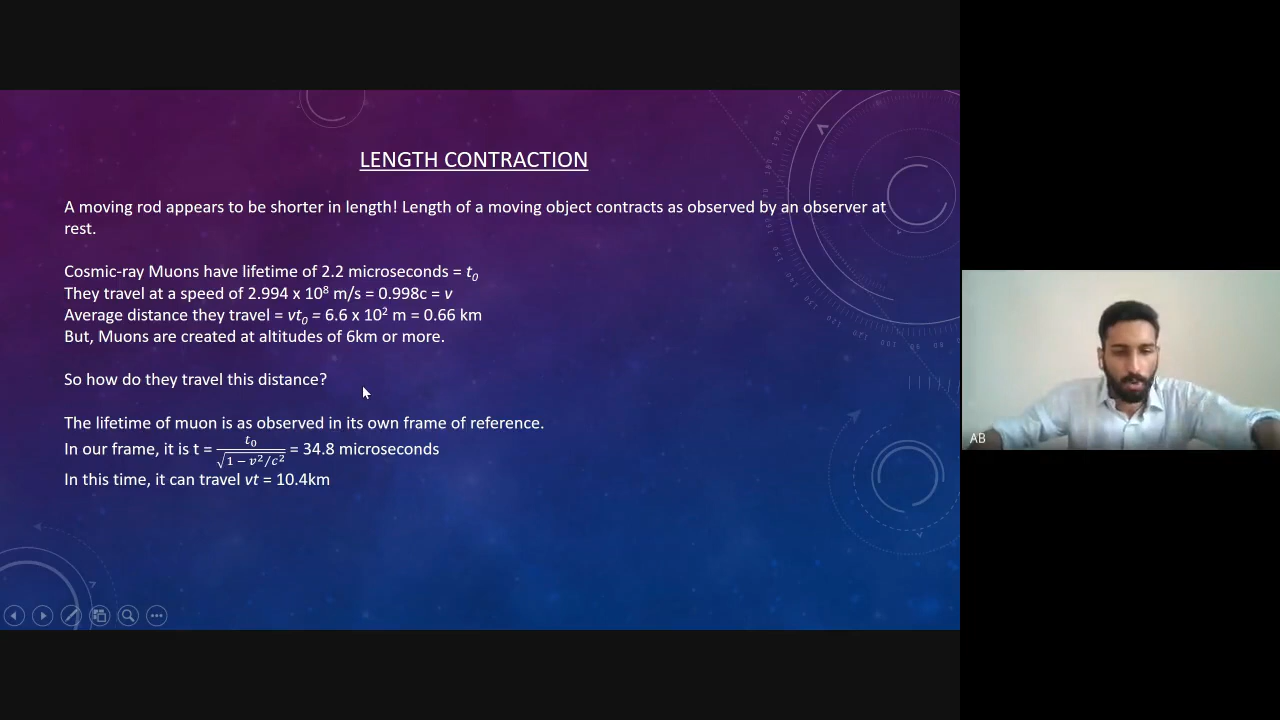 LENGTH CONTRACTION
A moving rod appears to be shorter in length! Length of a moving object contracts as observed by an observer at
rest.
Cosmic-ray Muons have lifetime of 2.2 microseconds = t₀
They travel at a speed of 2.994 x 10⁸ m/s = 0.998c = v
Average distance they travel = vt₀ = 6.6 x 10² m = 0.66 km
But, Muons are created at altitudes of 6km or more.
So how do they travel this distance?
The lifetime of muon is as observed in its own frame of reference.
In our frame, it is t = t₀/√(1 − v²/c²) = 34.8 microseconds
In this time, it can travel vt = 10.4km
AB